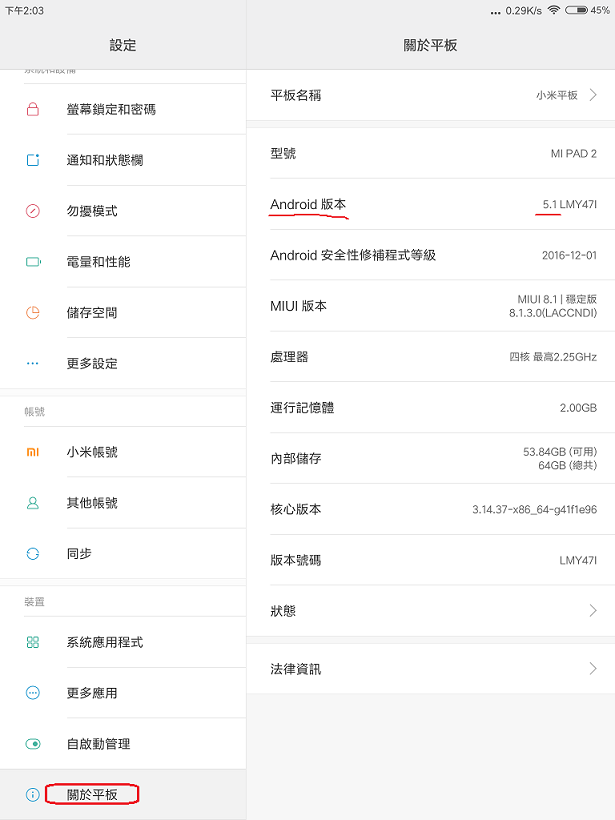 下午2:03
... 0.29K/s 45%
設定
系統和設備
螢幕鎖定和密碼
通知和狀態欄
勿擾模式
電量和性能
儲存空間
更多設定
帳號
小米帳號
其他帳號
同步
裝置
系統應用程式
更多應用
自啟動管理
關於平板
關於平板
平板名稱 小米平板
型號 MI PAD 2
Android 版本 5.1 LMY47I
Android 安全性修補程式等級 2016-12-01
MIUI 版本 MIUI 8.1 | 穩定版
8.1.3.0(LACCNDI)
處理器 四核 最高2.25GHz
運行記憶體 2.00GB
內部儲存 53.84GB (可用)
64GB (總共)
核心版本 3.14.37-x86_64-g41f1e96
版本號碼 LMY47I
狀態
法律資訊